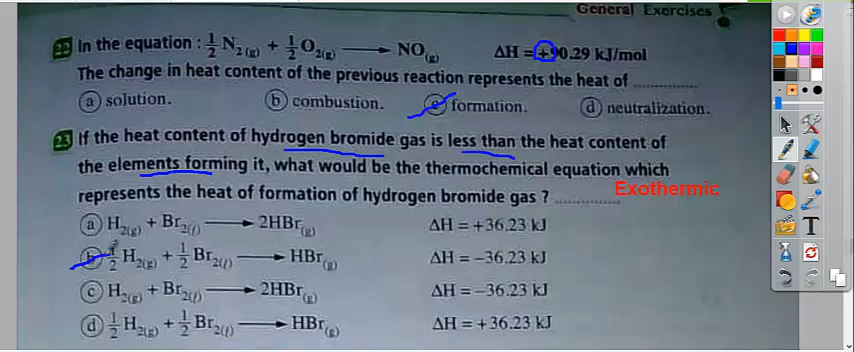 General Exercises
22 In the equation : 1/2 N2(g) + 1/2 O2(g) ⟶ NO(g) ΔH = +90.29 kJ/mol
The change in heat content of the previous reaction represents the heat of ............
(a) solution. (b) combustion. (c) formation. (d) neutralization.
23 If the heat content of hydrogen bromide gas is less than the heat content of
the elements forming it, what would be the thermochemical equation which
represents the heat of formation of hydrogen bromide gas ? ............ Exothermic
(a) H2(g) + Br2(l) ⟶ 2HBr(g) ΔH = +36.23 kJ
(b) 1/2 H2(g) + 1/2 Br2(l) ⟶ HBr(g) ΔH = −36.23 kJ
(c) H2(g) + Br2(l) ⟶ 2HBr(g) ΔH = −36.23 kJ
(d) 1/2 H2(g) + 1/2 Br2(l) ⟶ HBr(g) ΔH = +36.23 kJ
T